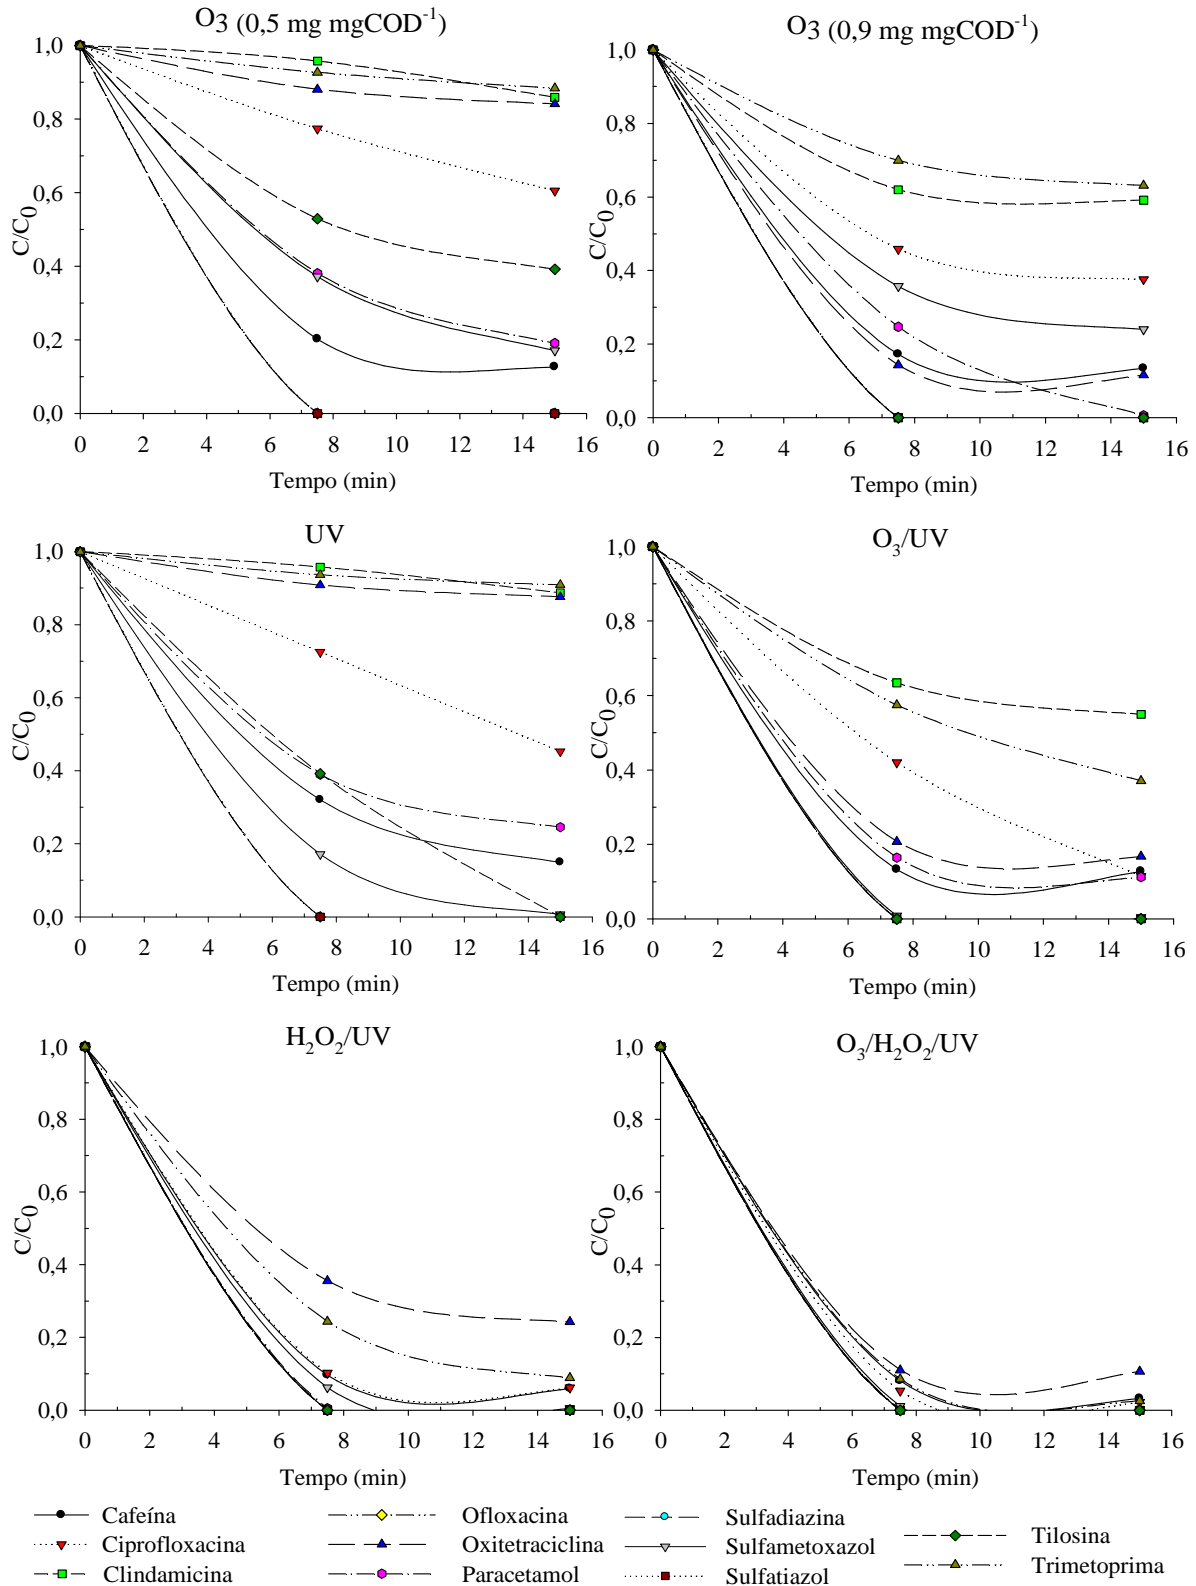 O3 (0,5 mg mgCOD-1)
O3 (0,9 mg mgCOD-1)
1,0
0,8
0,6
0,4
0,2
0,0
C/C0
0 2 4 6 8 10 12 14 16
Tempo (min)
1,0
0,8
0,6
0,4
0,2
0,0
C/C0
0 2 4 6 8 10 12 14 16
Tempo (min)
UV
O3/UV
1,0
0,8
0,6
0,4
0,2
0,0
C/C0
0 2 4 6 8 10 12 14 16
Tempo (min)
1,0
0,8
0,6
0,4
0,2
0,0
C/C0
0 2 4 6 8 10 12 14 16
Tempo (min)
H2O2/UV
O3/H2O2/UV
1,0
0,8
0,6
0,4
0,2
0,0
C/C0
0 2 4 6 8 10 12 14 16
Tempo (min)
1,0
0,8
0,6
0,4
0,2
0,0
C/C0
0 2 4 6 8 10 12 14 16
Tempo (min)
Cafeína
Ciprofloxacina
Clindamicina
Ofloxacina
Oxitetraciclina
Paracetamol
Sulfadiazina
Sulfametoxazol
Sulfatiazol
Tilosina
Trimetoprima